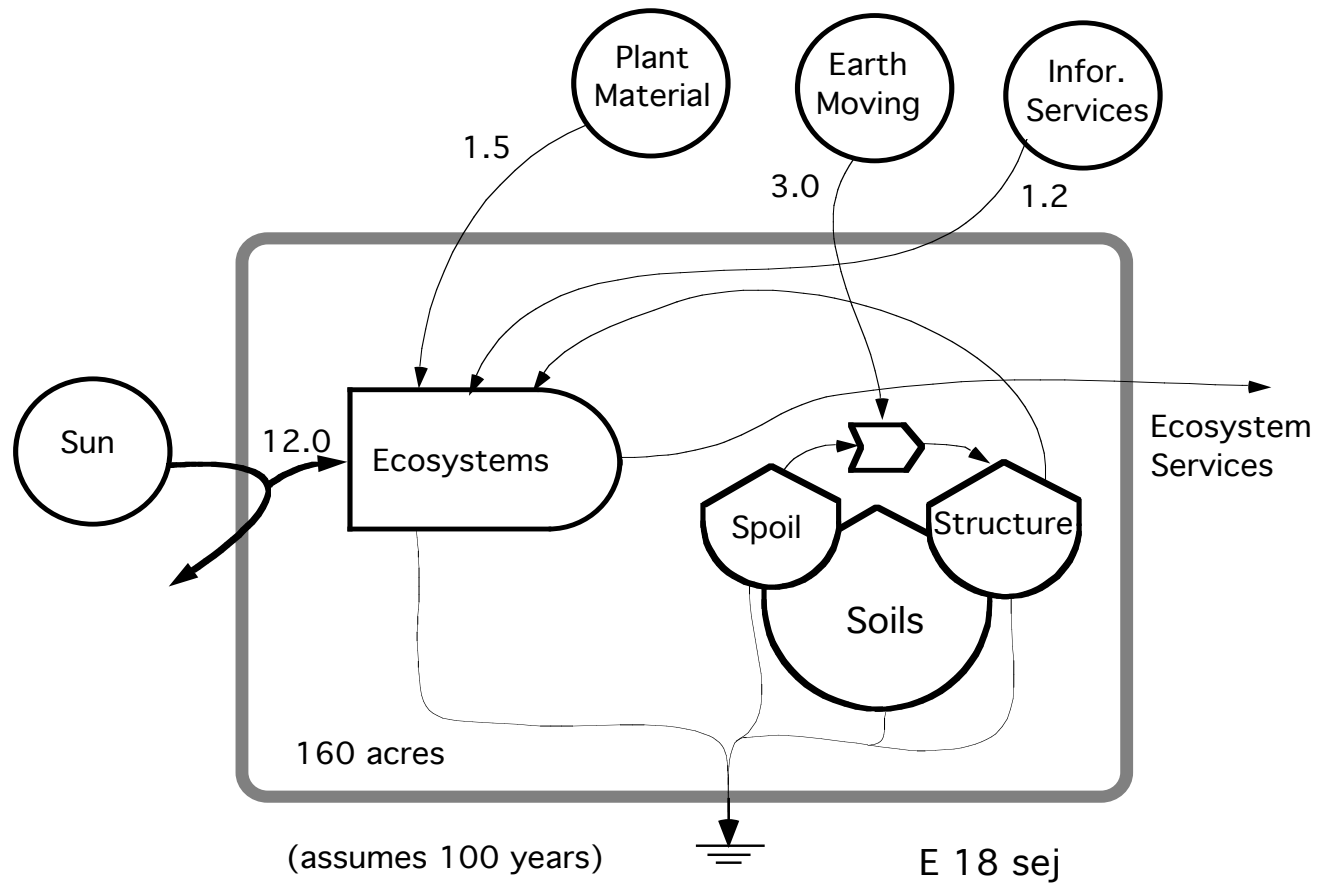 Plant
Material
Earth
Moving
Infor.
Services
1.5
3.0
1.2
Sun
12.0
Ecosystems
Ecosystem
Services
Spoil
Structure
Soils
160 acres
(assumes 100 years)
E 18 sej